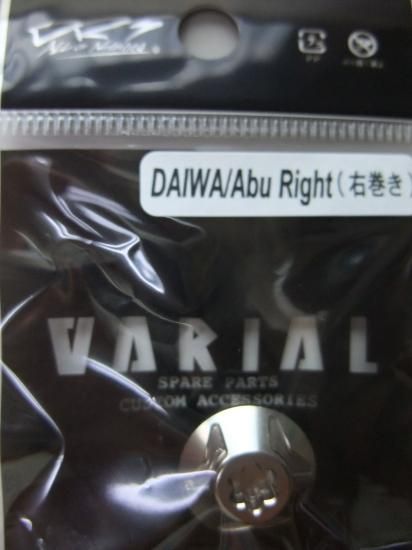 DAIWA/Abu Right(右巻き)
VARIAL
SPARE PARTS
CUSTOM ACCESSORIES